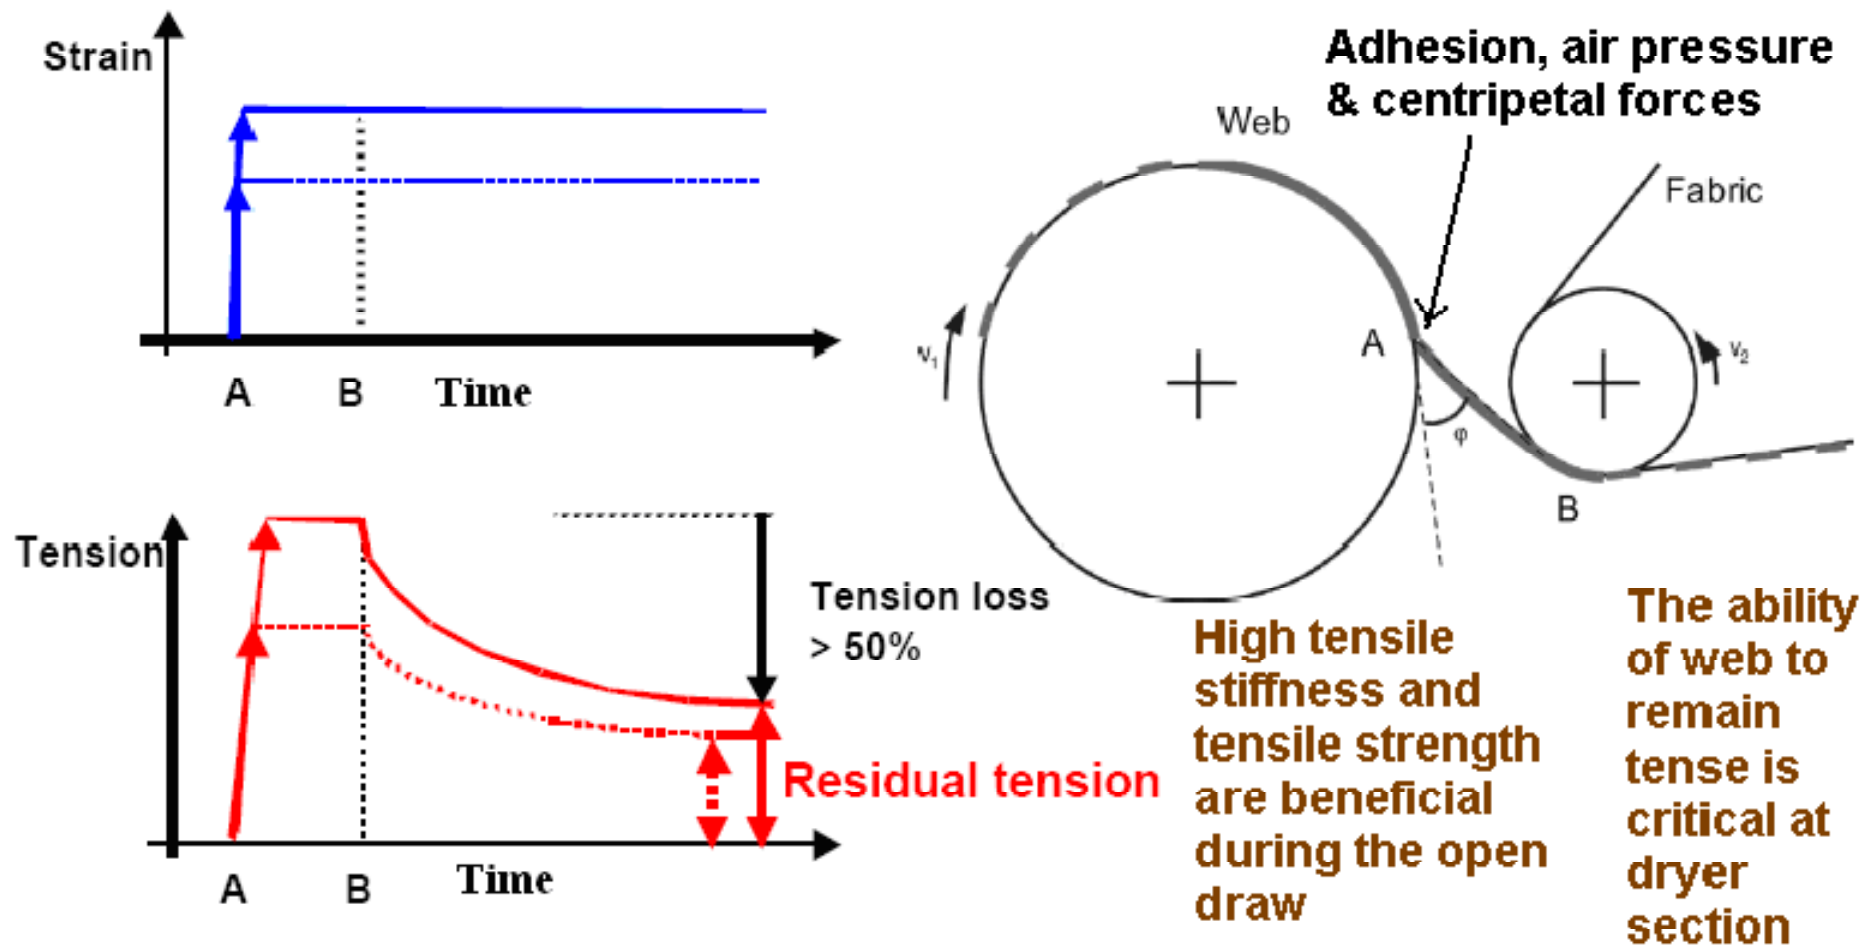 Strain
A
B
Time
Tension
Tension loss
> 50%
Residual tension
A
B
Time
Adhesion, air pressure
& centripetal forces
Web
Fabric
v₁
A
v₂
φ
B
High tensile
stiffness and
tensile strength
are beneficial
during the open
draw
The ability
of web to
remain
tense is
critical at
dryer
section